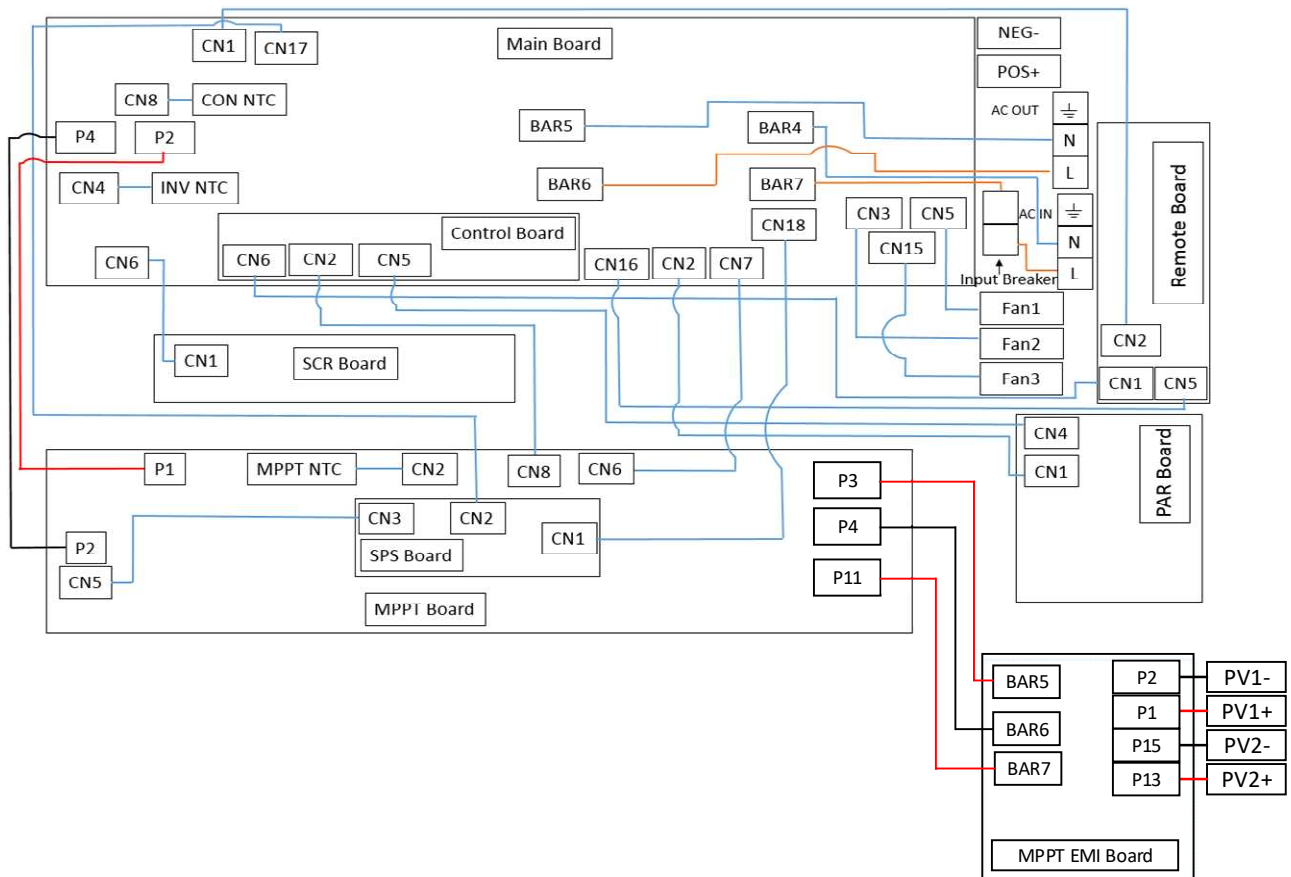 CN1
CN17
Main Board
NEG-
POS+
CN8
CON NTC
AC OUT
P4
P2
BAR5
BAR4
N
L
CN4
INV NTC
BAR6
BAR7
CN3
CN5
AC IN
N
L
CN18
Control Board
CN15
CN6
CN6
CN2
CN5
CN16
CN2
CN7
Input Breaker
Remote Board
Fan1
Fan2
Fan3
CN2
CN1
SCR Board
CN1
CN5
CN4
CN1
PAR Board
P1
MPPT NTC
CN2
CN8
CN6
P3
CN3
CN2
CN1
P4
P2
SPS Board
CN5
P11
MPPT Board
BAR5
P2
PV1-
P1
PV1+
BAR6
P15
PV2-
BAR7
P13
PV2+
MPPT EMI Board